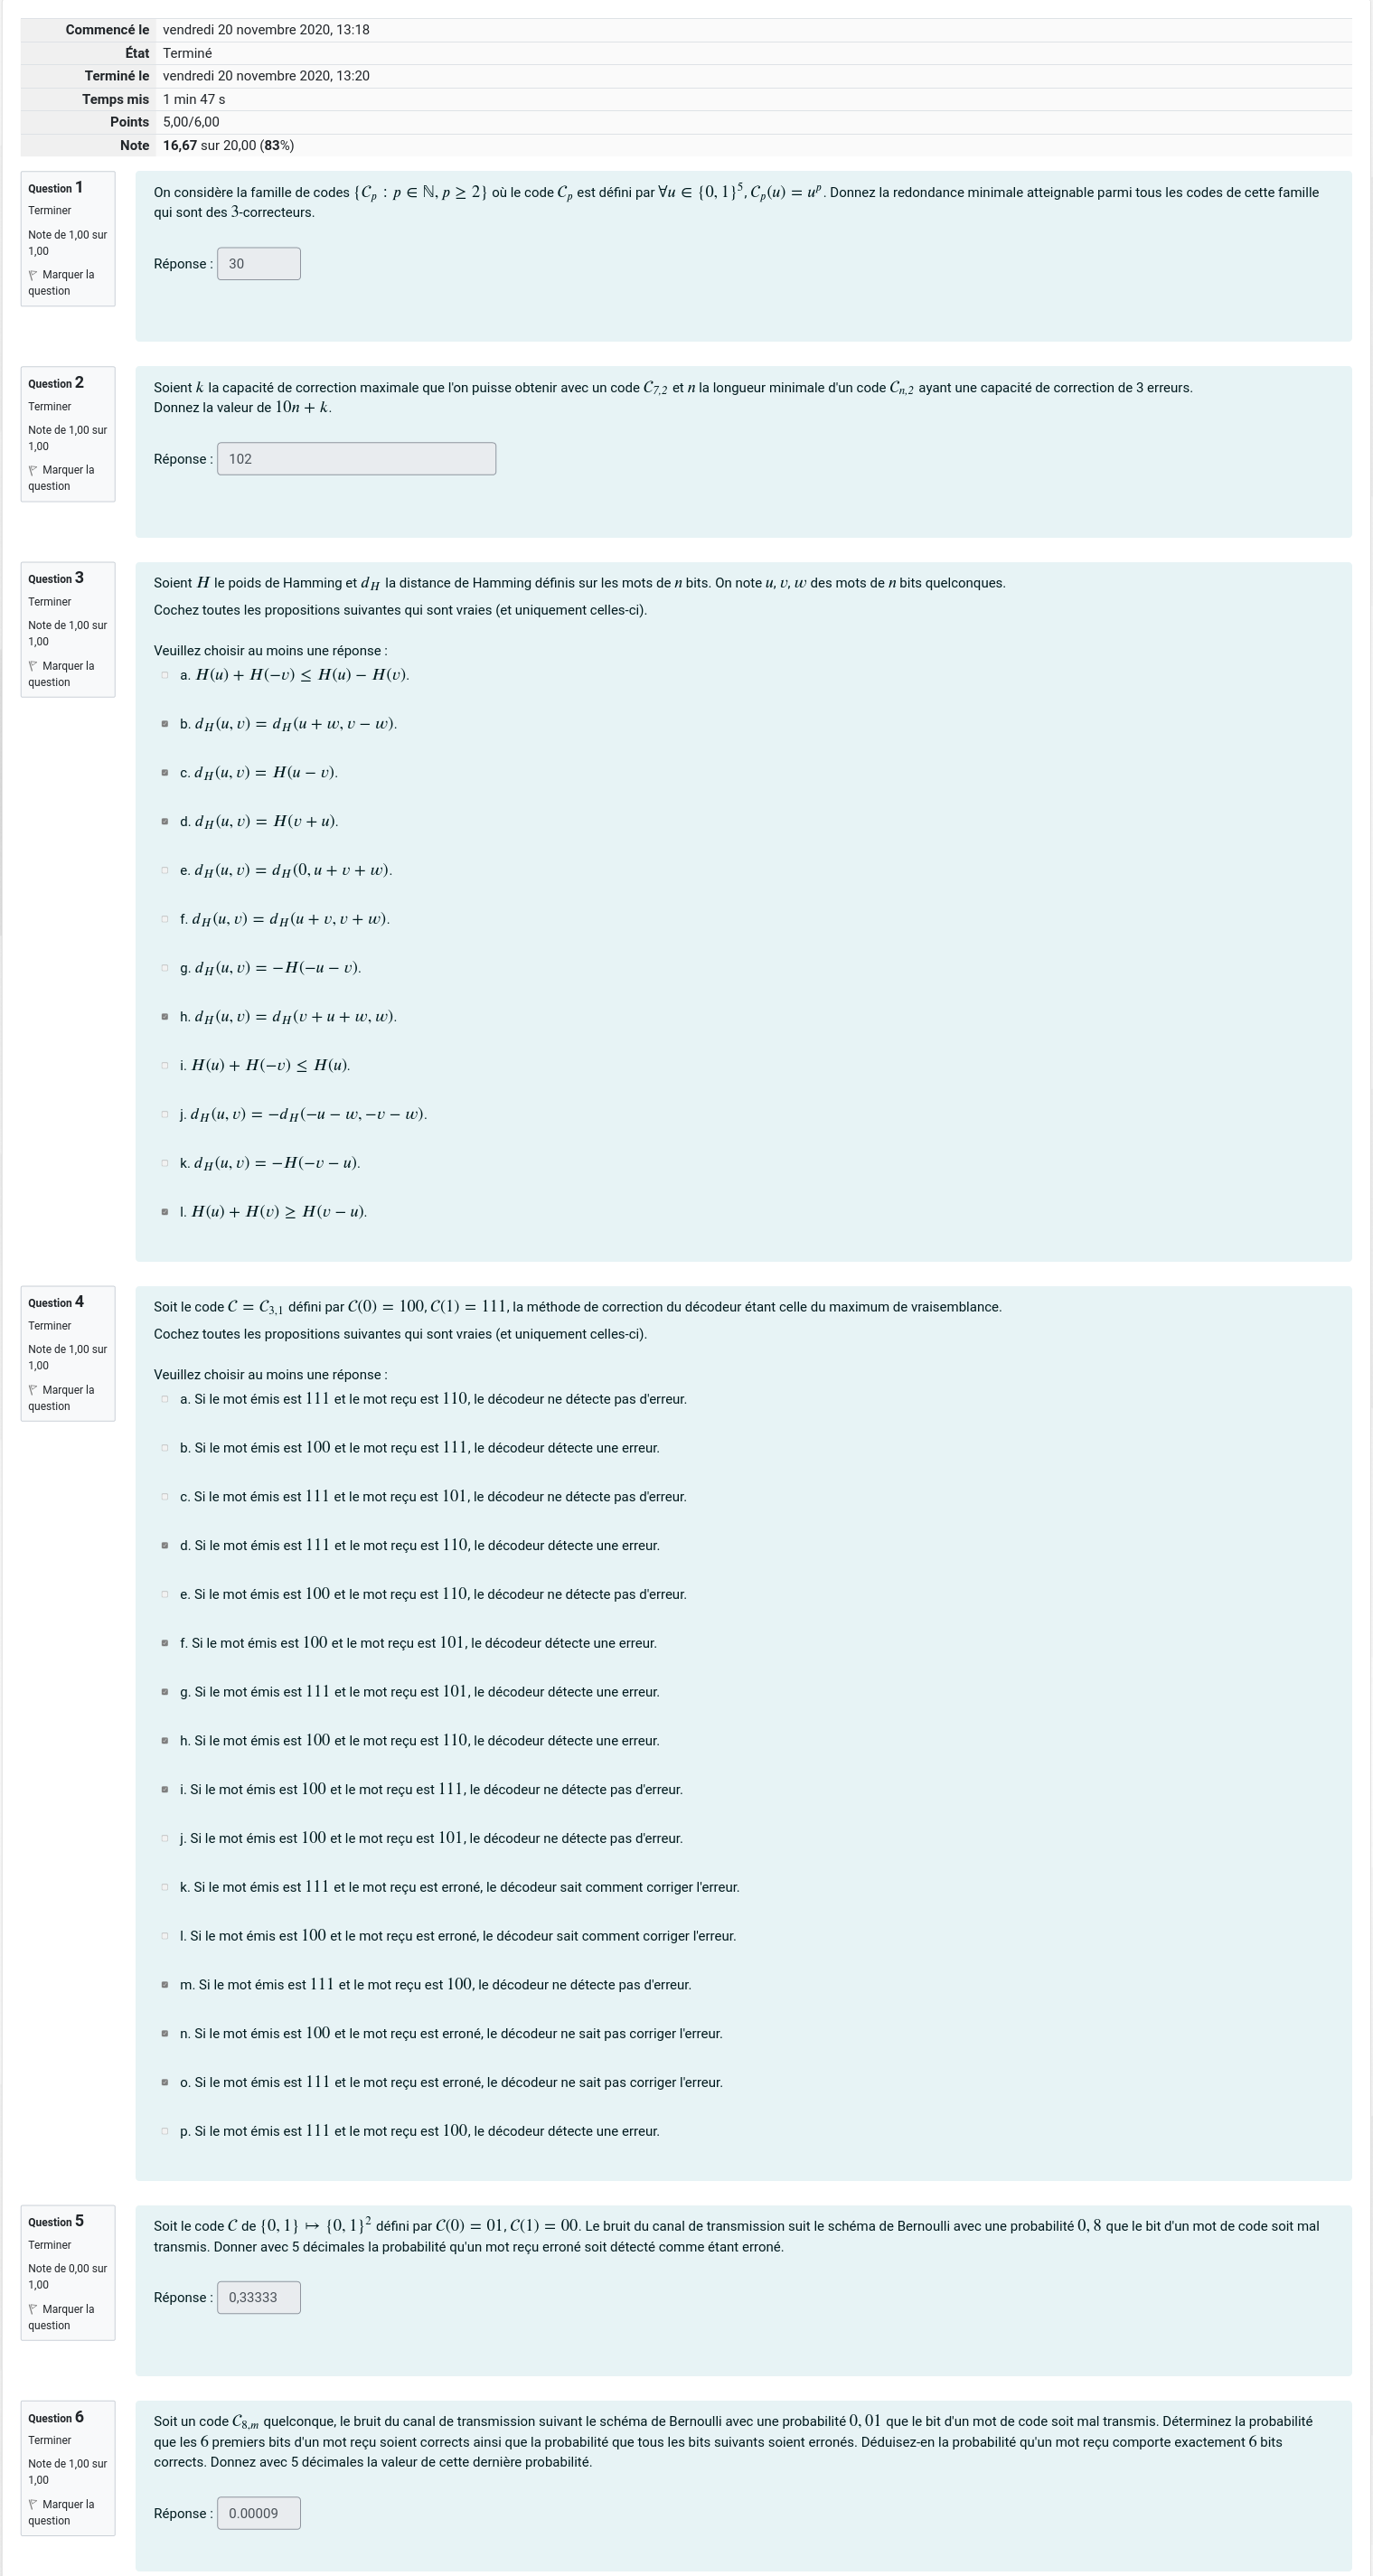 Commencé le vendredi 20 novembre 2020, 13:18
État Terminé
Terminé le vendredi 20 novembre 2020, 13:20
Temps mis 1 min 47 s
Points 5,00/6,00
Note 16,67 sur 20,00 (83%)
Question 1
Terminer
Note de 1,00 sur
1,00
Marquer la
question
On considère la famille de codes {C_p : p ∈ ℕ, p ≥ 2} où le code C_p est défini par ∀u ∈ {0, 1}^5, C_p(u) = u^p. Donnez la redondance minimale atteignable parmi tous les codes de cette famille
qui sont des 3-correcteurs.
Réponse : 30
Question 2
Terminer
Note de 1,00 sur
1,00
Marquer la
question
Soient k la capacité de correction maximale que l'on puisse obtenir avec un code C_{7,2} et n la longueur minimale d'un code C_{n,2} ayant une capacité de correction de 3 erreurs.
Donnez la valeur de 10n + k.
Réponse : 102
Question 3
Terminer
Note de 1,00 sur
1,00
Marquer la
question
Soient H le poids de Hamming et d_H la distance de Hamming définis sur les mots de n bits. On note u, v, w des mots de n bits quelconques.
Cochez toutes les propositions suivantes qui sont vraies (et uniquement celles-ci).
Veuillez choisir au moins une réponse :
a. H(u) + H(−v) ≤ H(u) − H(v).
b. d_H(u, v) = d_H(u + w, v − w).
c. d_H(u, v) = H(u − v).
d. d_H(u, v) = H(v + u).
e. d_H(u, v) = d_H(0, u + v + w).
f. d_H(u, v) = d_H(u + v, v + w).
g. d_H(u, v) = −H(−u − v).
h. d_H(u, v) = d_H(v + u + w, w).
i. H(u) + H(−v) ≤ H(u).
j. d_H(u, v) = −d_H(−u − w, −v − w).
k. d_H(u, v) = −H(−v − u).
l. H(u) + H(v) ≥ H(v − u).
Question 4
Terminer
Note de 1,00 sur
1,00
Marquer la
question
Soit le code C = C_{3,1} défini par C(0) = 100, C(1) = 111, la méthode de correction du décodeur étant celle du maximum de vraisemblance.
Cochez toutes les propositions suivantes qui sont vraies (et uniquement celles-ci).
Veuillez choisir au moins une réponse :
a. Si le mot émis est 111 et le mot reçu est 110, le décodeur ne détecte pas d'erreur.
b. Si le mot émis est 100 et le mot reçu est 111, le décodeur détecte une erreur.
c. Si le mot émis est 111 et le mot reçu est 101, le décodeur ne détecte pas d'erreur.
d. Si le mot émis est 111 et le mot reçu est 110, le décodeur détecte une erreur.
e. Si le mot émis est 100 et le mot reçu est 110, le décodeur ne détecte pas d'erreur.
f. Si le mot émis est 100 et le mot reçu est 101, le décodeur détecte une erreur.
g. Si le mot émis est 111 et le mot reçu est 101, le décodeur détecte une erreur.
h. Si le mot émis est 100 et le mot reçu est 110, le décodeur détecte une erreur.
i. Si le mot émis est 100 et le mot reçu est 111, le décodeur ne détecte pas d'erreur.
j. Si le mot émis est 100 et le mot reçu est 101, le décodeur ne détecte pas d'erreur.
k. Si le mot émis est 111 et le mot reçu est erroné, le décodeur sait comment corriger l'erreur.
l. Si le mot émis est 100 et le mot reçu est erroné, le décodeur sait comment corriger l'erreur.
m. Si le mot émis est 111 et le mot reçu est 100, le décodeur ne détecte pas d'erreur.
n. Si le mot émis est 100 et le mot reçu est erroné, le décodeur ne sait pas corriger l'erreur.
o. Si le mot émis est 111 et le mot reçu est erroné, le décodeur ne sait pas corriger l'erreur.
p. Si le mot émis est 111 et le mot reçu est 100, le décodeur détecte une erreur.
Question 5
Terminer
Note de 0,00 sur
1,00
Marquer la
question
Soit le code C de {0, 1} ↦ {0, 1}^2 défini par C(0) = 01, C(1) = 00. Le bruit du canal de transmission suit le schéma de Bernoulli avec une probabilité 0, 8 que le bit d'un mot de code soit mal
transmis. Donner avec 5 décimales la probabilité qu'un mot reçu erroné soit détecté comme étant erroné.
Réponse : 0,33333
Question 6
Terminer
Note de 1,00 sur
1,00
Marquer la
question
Soit un code C_{8,m} quelconque, le bruit du canal de transmission suivant le schéma de Bernoulli avec une probabilité 0, 01 que le bit d'un mot de code soit mal transmis. Déterminez la probabilité
que les 6 premiers bits d'un mot reçu soient corrects ainsi que la probabilité que tous les bits suivants soient erronés. Déduisez-en la probabilité qu'un mot reçu comporte exactement 6 bits
corrects. Donnez avec 5 décimales la valeur de cette dernière probabilité.
Réponse : 0.00009